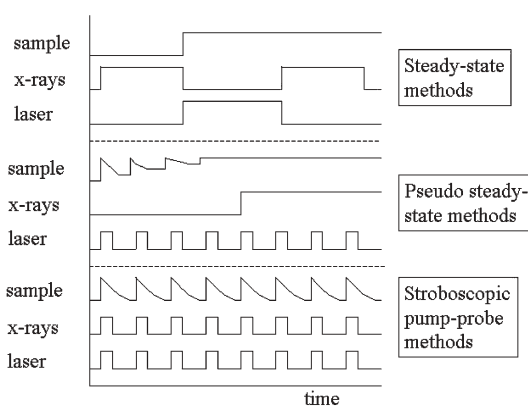 sample
x-rays
laser
Steady-state
methods
sample
x-rays
laser
Pseudo steady-
state methods
sample
x-rays
laser
Stroboscopic
pump-probe
methods
time